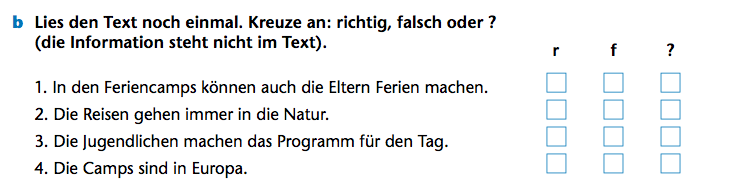 b Lies den Text noch einmal. Kreuze an: richtig, falsch oder ?
(die Information steht nicht im Text).
r f ?
1. In den Feriencamps können auch die Eltern Ferien machen.
2. Die Reisen gehen immer in die Natur.
3. Die Jugendlichen machen das Programm für den Tag.
4. Die Camps sind in Europa.